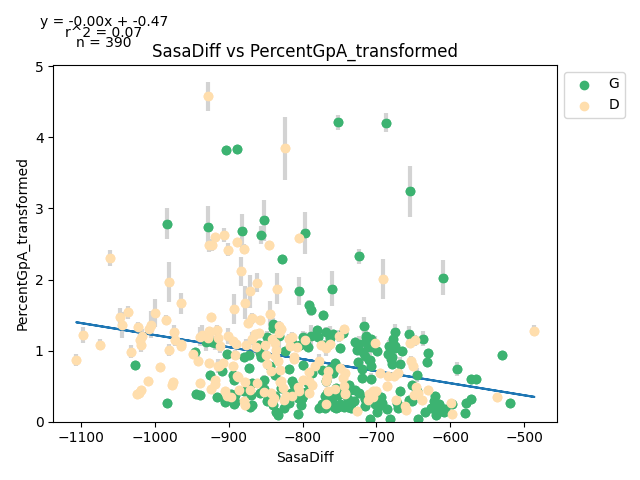 y = -0.00x + -0.47
r^2 = 0.07
n = 390
SasaDiff vs PercentGpA_transformed
G
D
PercentGpA_transformed
5
4
3
2
1
0
−1100 −1000 −900 −800 −700 −600 −500
SasaDiff